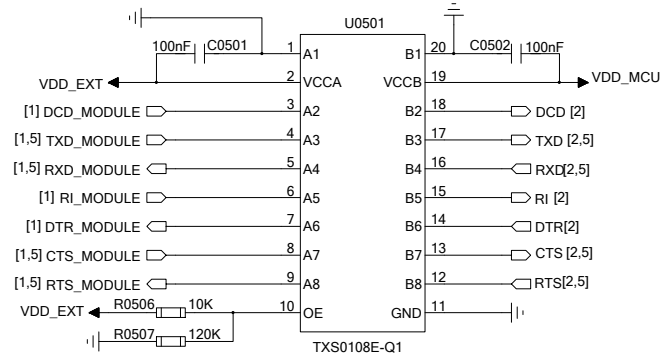 U0501
100nF C0501 1 A1 B1 20 C0502 100nF
VDD_EXT 2 VCCA VCCB 19 VDD_MCU
[1] DCD_MODULE 3 A2 B2 18 DCD [2]
[1,5] TXD_MODULE 4 A3 B3 17 TXD [2,5]
[1,5] RXD_MODULE 5 A4 B4 16 RXD[2,5]
[1] RI_MODULE 6 A5 B5 15 RI [2]
[1] DTR_MODULE 7 A6 B6 14 DTR[2]
[1,5] CTS_MODULE 8 A7 B7 13 CTS [2,5]
[1,5] RTS_MODULE 9 A8 B8 12 RTS[2,5]
VDD_EXT R0506 10K 10 OE GND 11
R0507 120K
TXS0108E-Q1